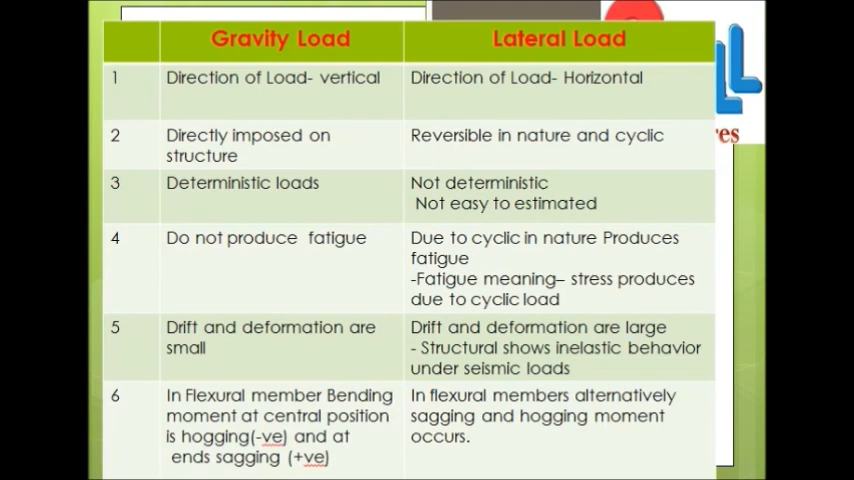 Gravity Load
Lateral Load
1
Direction of Load- vertical
Direction of Load- Horizontal
2
Directly imposed on
structure
Reversible in nature and cyclic
3
Deterministic loads
Not deterministic
Not easy to estimated
4
Do not produce fatigue
Due to cyclic in nature Produces
fatigue
-Fatigue meaning– stress produces
due to cyclic load
5
Drift and deformation are
small
Drift and deformation are large
- Structural shows inelastic behavior
under seismic loads
6
In Flexural member Bending
moment at central position
is hogging(-ve) and at
ends sagging (+ve)
In flexural members alternatively
sagging and hogging moment
occurs.